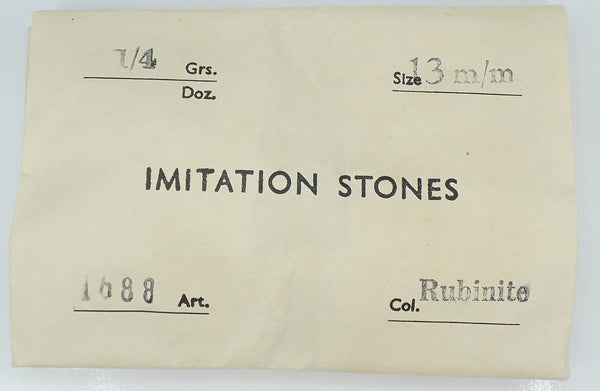 1/4 Grs.
Doz.
Size 13 m/m
IMITATION STONES
1688 Art.
Col. Rubinite